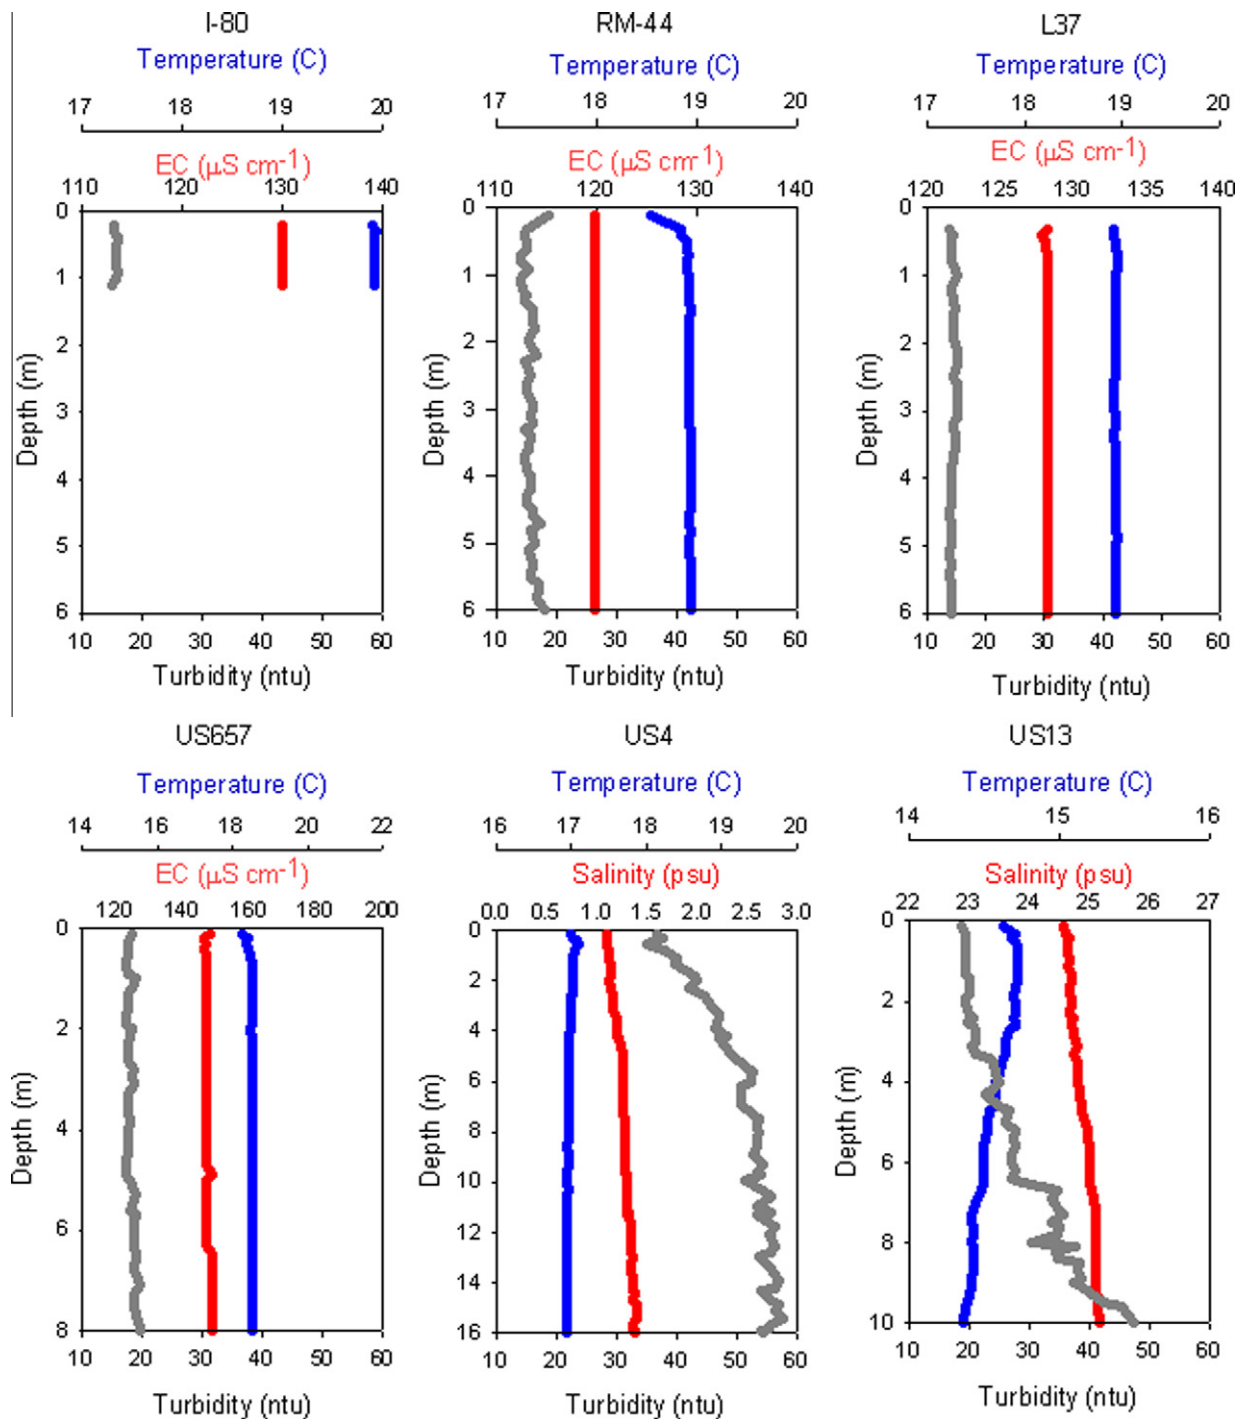 I-80
Temperature (C)
17 18 19 20
EC (μS cm-1)
110 120 130 140
0
1
2
3
4
5
6
Depth (m)
10 20 30 40 50 60
Turbidity (ntu)
RM-44
Temperature (C)
17 18 19 20
EC (μS cm-1)
110 120 130 140
0
1
2
3
4
5
6
Depth (m)
10 20 30 40 50 60
Turbidity (ntu)
L37
Temperature (C)
17 18 19 20
EC (μS cm-1)
120 125 130 135 140
0
1
2
3
4
5
6
Depth (m)
10 20 30 40 50 60
Turbidity (ntu)
US657
Temperature (C)
14 16 18 20 22
EC (μS cm-1)
120 140 160 180 200
0
2
4
6
8
Depth (m)
10 20 30 40 50 60
Turbidity (ntu)
US4
Temperature (C)
16 17 18 19 20
Salinity (psu)
0.0 0.5 1.0 1.5 2.0 2.5 3.0
0
2
4
6
8
10
12
14
16
Depth (m)
10 20 30 40 50 60
Turbidity (ntu)
US13
Temperature (C)
14 15 16
Salinity (psu)
22 23 24 25 26 27
0
2
4
6
8
10
Depth (m)
10 20 30 40 50 60
Turbidity (ntu)